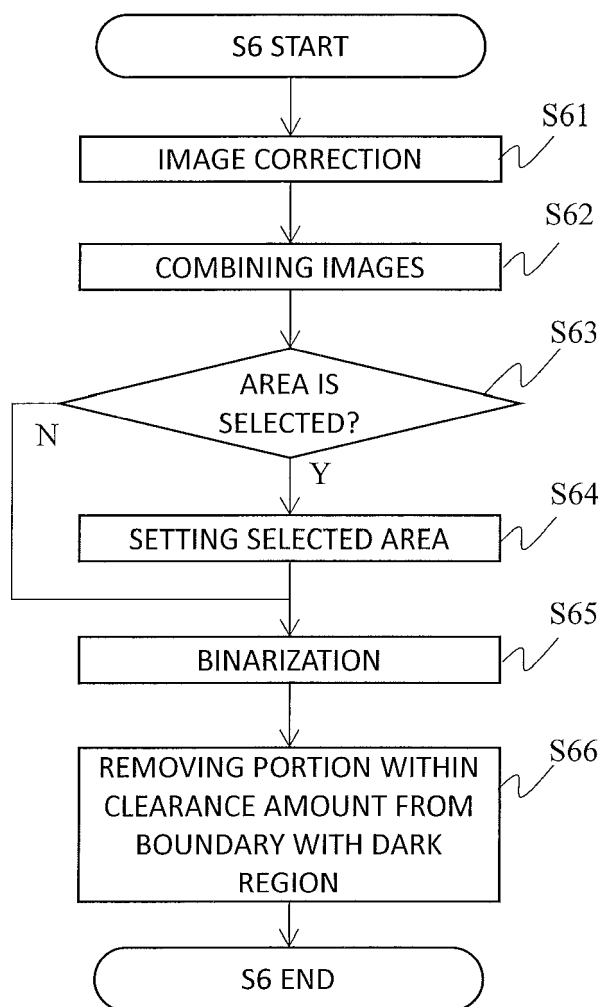 S6 START
S61
IMAGE CORRECTION
S62
COMBINING IMAGES
S63
AREA IS
SELECTED?
N
Y
S64
SETTING SELECTED AREA
S65
BINARIZATION
S66
REMOVING PORTION WITHIN
CLEARANCE AMOUNT FROM
BOUNDARY WITH DARK
REGION
S6 END